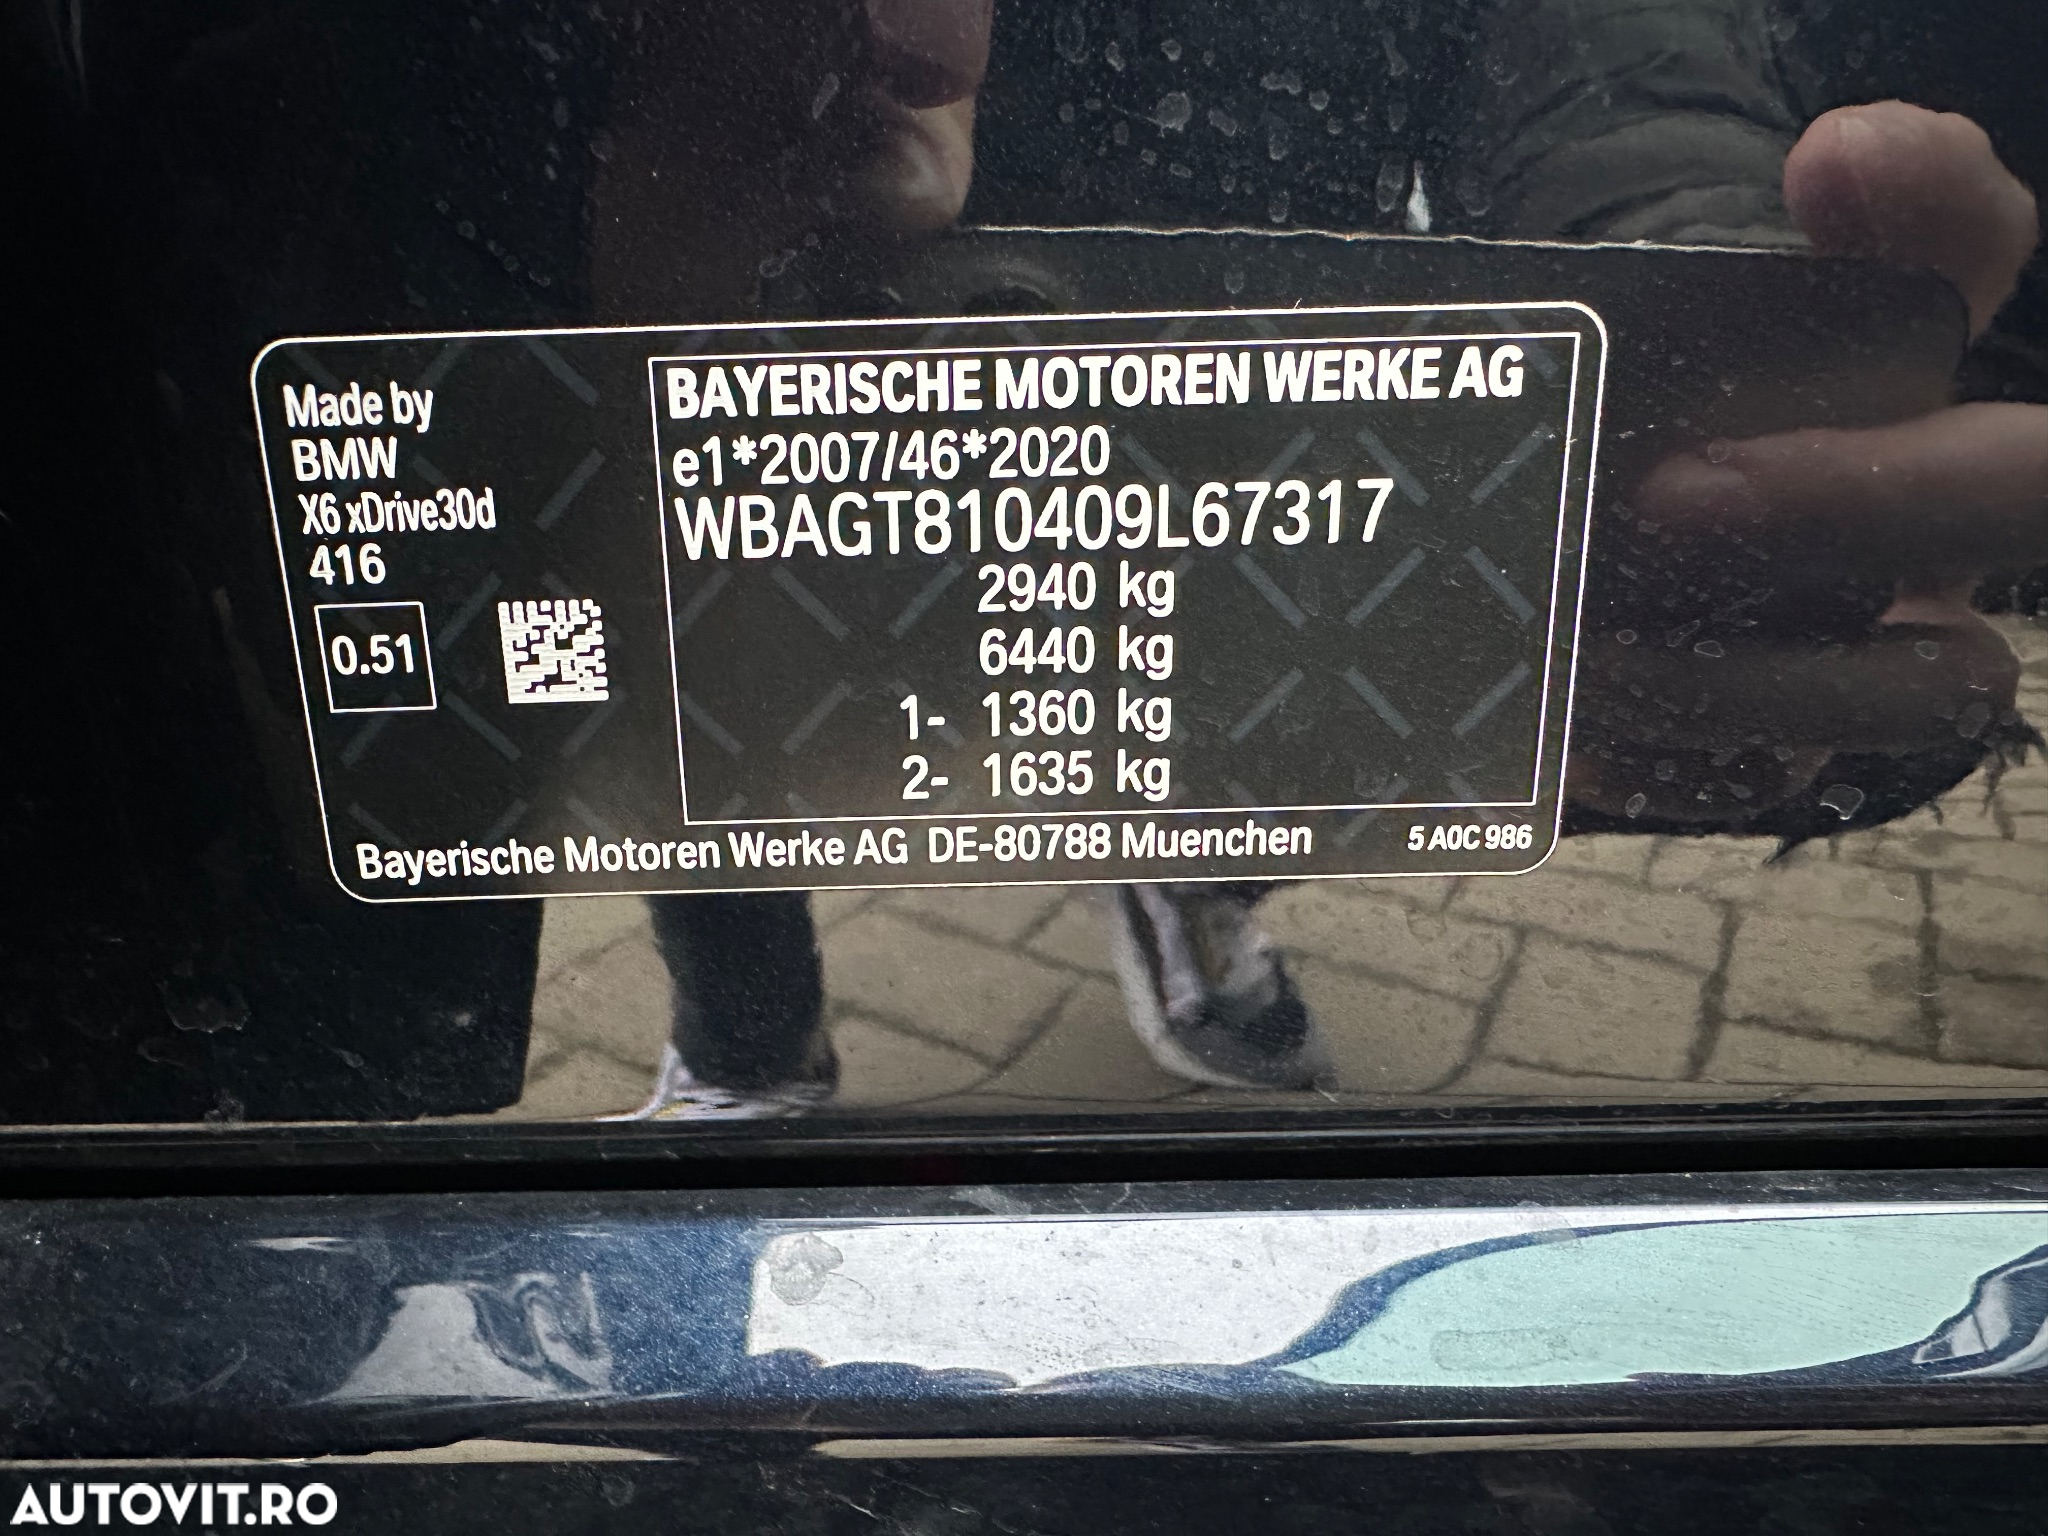 Made by
BMW
X6 xDrive30d
416
0.51
BAYERISCHE MOTOREN WERKE AG
e1*2007/46*2020
WBAGT810409L67317
2940 kg
6440 kg
1- 1360 kg
2- 1635 kg
Bayerische Motoren Werke AG DE-80788 Muenchen
5 A0C 986
AUTOVIT.RO